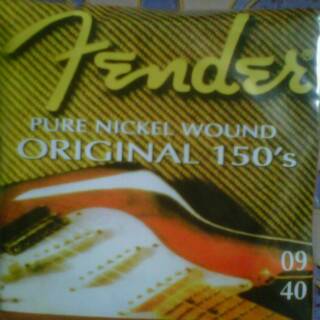 Fender
PURE NICKEL WOUND
ORIGINAL 150's
09
40